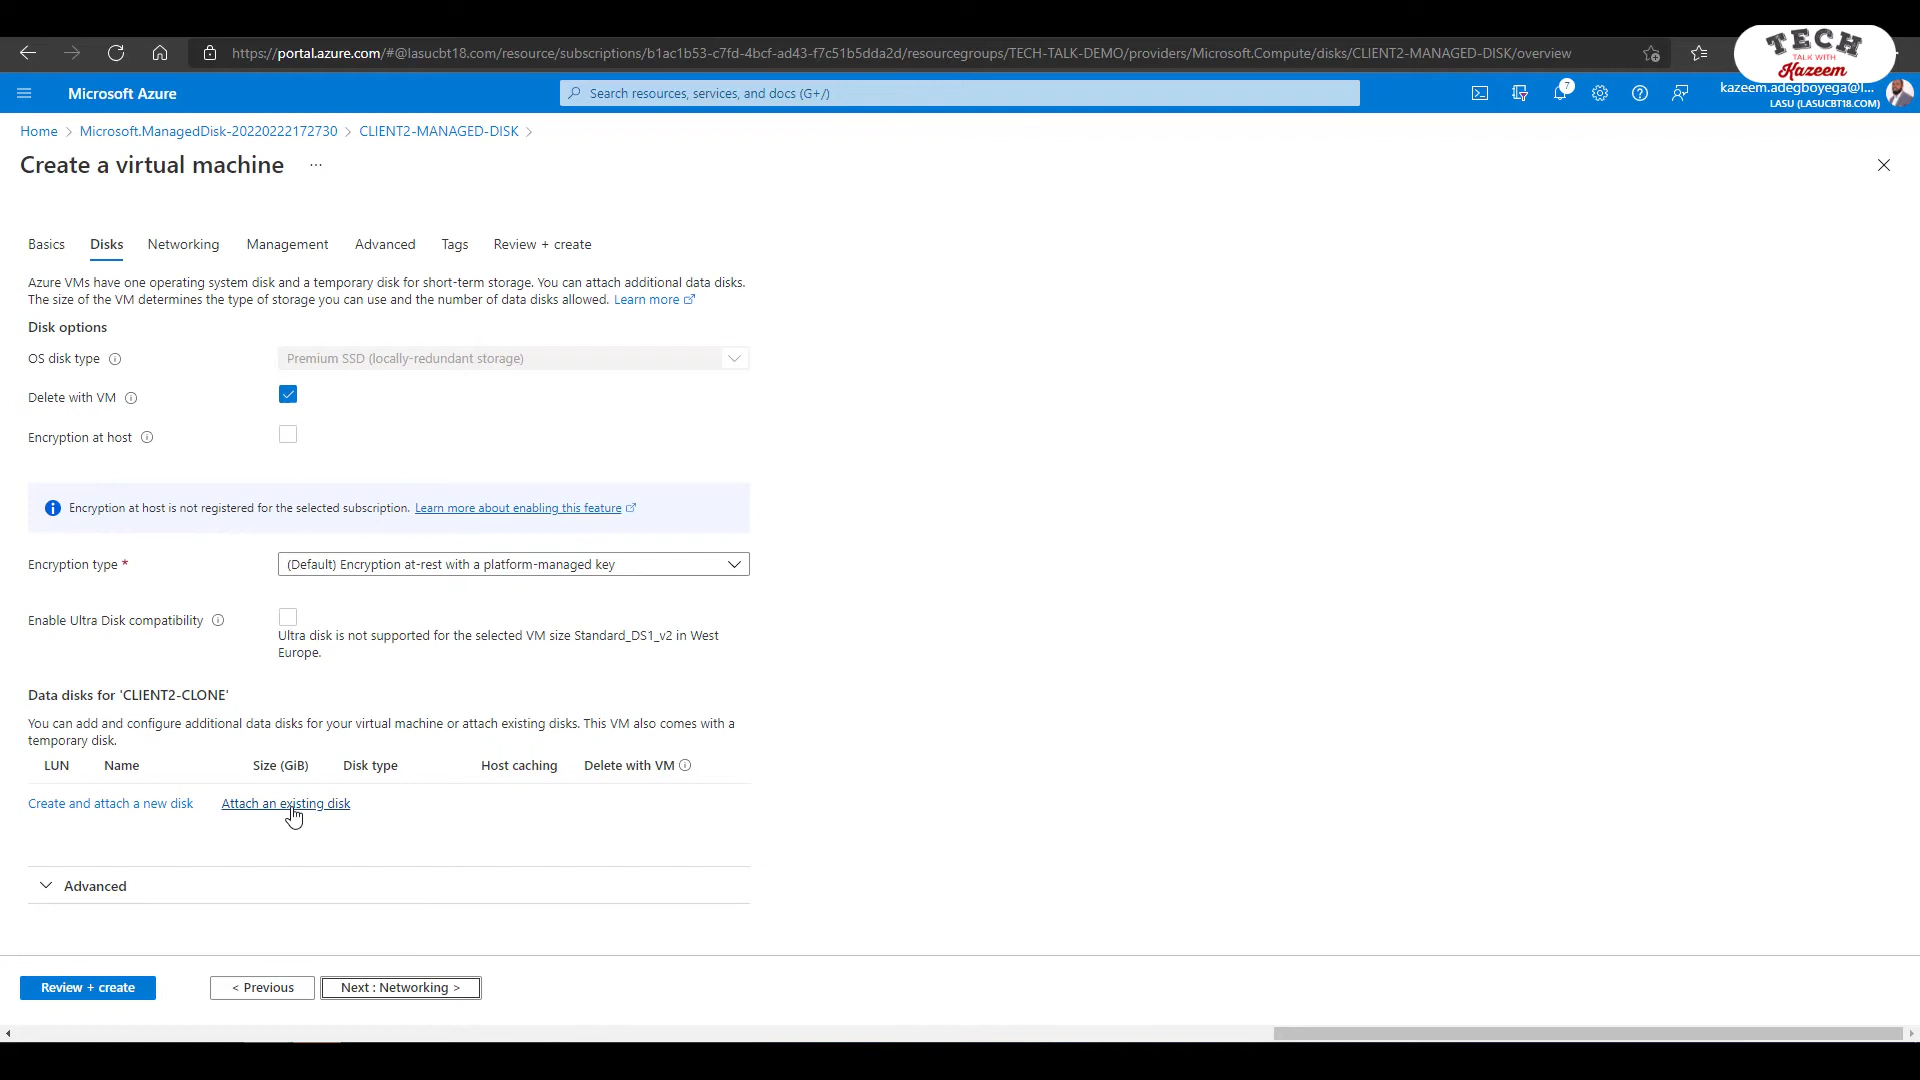 https://portal.azure.com/#@lasucbt18.com/resource/subscriptions/b1ac1b53-c7fd-4bcf-ad43-f7c51b5dda2d/resourcegroups/TECH-TALK-DEMO/providers/Microsoft.Compute/disks/CLIENT2-MANAGED-DISK/overview
TECH
TALK WITH
Kazeem
Microsoft Azure
Search resources, services, and docs (G+/)
7
kazeem.adegboyega@l...
LASU (LASUCBT18.COM)
Home > Microsoft.ManagedDisk-20220222172730 > CLIENT2-MANAGED-DISK >
Create a virtual machine ...
Basics Disks Networking Management Advanced Tags Review + create
Azure VMs have one operating system disk and a temporary disk for short-term storage. You can attach additional data disks.
The size of the VM determines the type of storage you can use and the number of data disks allowed. Learn more
Disk options
OS disk type Premium SSD (locally-redundant storage)
Delete with VM
Encryption at host
Encryption at host is not registered for the selected subscription. Learn more about enabling this feature
Encryption type * (Default) Encryption at-rest with a platform-managed key
Enable Ultra Disk compatibility
Ultra disk is not supported for the selected VM size Standard_DS1_v2 in West
Europe.
Data disks for 'CLIENT2-CLONE'
You can add and configure additional data disks for your virtual machine or attach existing disks. This VM also comes with a
temporary disk.
LUN Name Size (GiB) Disk type Host caching Delete with VM
Create and attach a new disk Attach an existing disk
Advanced
Review + create < Previous Next : Networking >